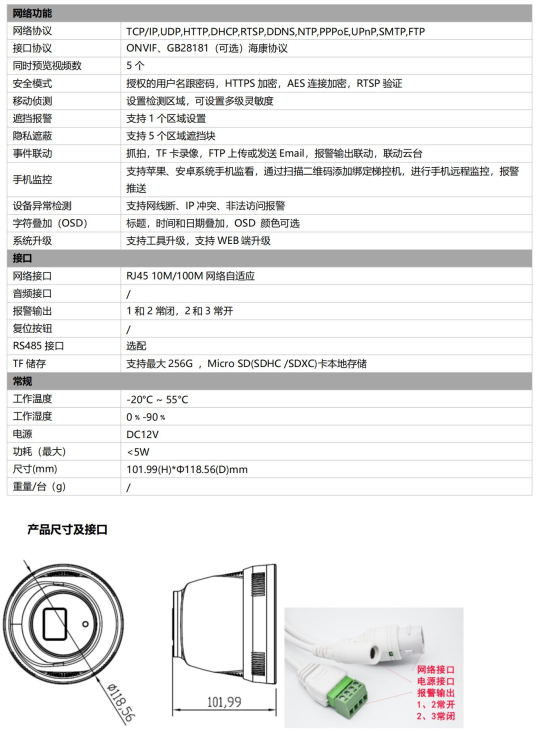 网络功能
网络协议 TCP/IP,UDP,HTTP,DHCP,RTSP,DDNS,NTP,PPPoE,UPnP,SMTP,FTP
接口协议 ONVIF、GB28181（可选）海康协议
同时预览视频数 5 个
安全模式 授权的用户名跟密码，HTTPS 加密，AES 连接加密，RTSP 验证
移动侦测 设置检测区域，可设置多级灵敏度
遮挡报警 支持 1 个区域设置
隐私遮蔽 支持 5 个区域遮挡块
事件联动 抓拍，TF 卡录像，FTP 上传或发送 Email，报警输出联动，联动云台
手机监控 支持苹果、安卓系统手机监看，通过扫描二维码添加绑定梯控机，进行手机远程监控，报警
推送
设备异常检测 支持网线断、IP 冲突、非法访问报警
字符叠加（OSD） 标题，时间和日期叠加，OSD 颜色可选
系统升级 支持工具升级，支持 WEB 端升级
接口
网络接口 RJ45 10M/100M 网络自适应
音频接口 /
报警输出 1 和 2 常闭，2 和 3 常开
复位按钮 /
RS485 接口 选配
TF 储存 支持最大 256G ，Micro SD(SDHC /SDXC)卡本地存储
常规
工作温度 -20℃ ~ 55℃
工作湿度 0﹪-90﹪
电源 DC12V
功耗（最大） <5W
尺寸(mm) 101.99(H)*Φ118.56(D)mm
重量/台（g） /
产品尺寸及接口
Φ118,56
101,99
网络接口
电源接口
报警输出
1、2常开
2、3常闭